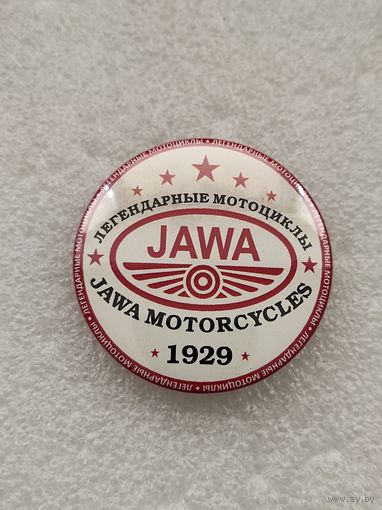 ЛЕГЕНДАРНЫЕ МОТОЦИКЛЫ • ЛЕГЕНДАРНЫЕ МОТОЦИКЛЫ • ЛЕГЕНДАРНЫЕ МОТОЦИКЛЫ •
ЛЕГЕНДАРНЫЕ МОТОЦИКЛЫ
JAWA
JAWA MOTORCYCLES
1929
www.ay.by